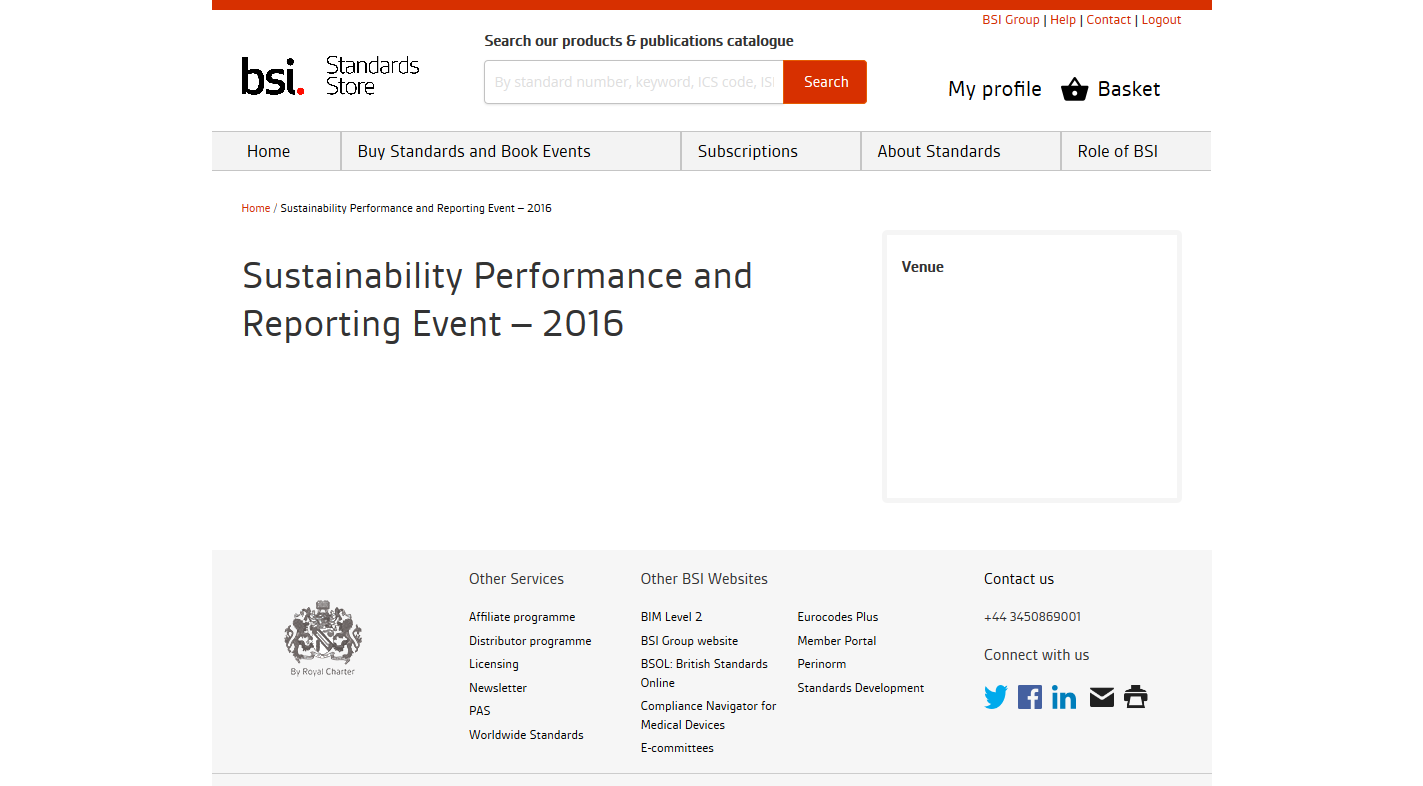 BSI Group | Help | Contact | Logout
Search our products & publications catalogue
bsi.
Standards
Store
By standard number, keyword, ICS code, ISI
Search
My profile
Basket
Home
Buy Standards and Book Events
Subscriptions
About Standards
Role of BSI
Home / Sustainability Performance and Reporting Event – 2016
Sustainability Performance and
Reporting Event – 2016
Venue
By Royal Charter
Other Services
Affiliate programme
Distributor programme
Licensing
Newsletter
PAS
Worldwide Standards
Other BSI Websites
BIM Level 2
BSI Group website
BSOL: British Standards
Online
Compliance Navigator for
Medical Devices
E-committees
Eurocodes Plus
Member Portal
Perinorm
Standards Development
Contact us
+44 3450869001
Connect with us